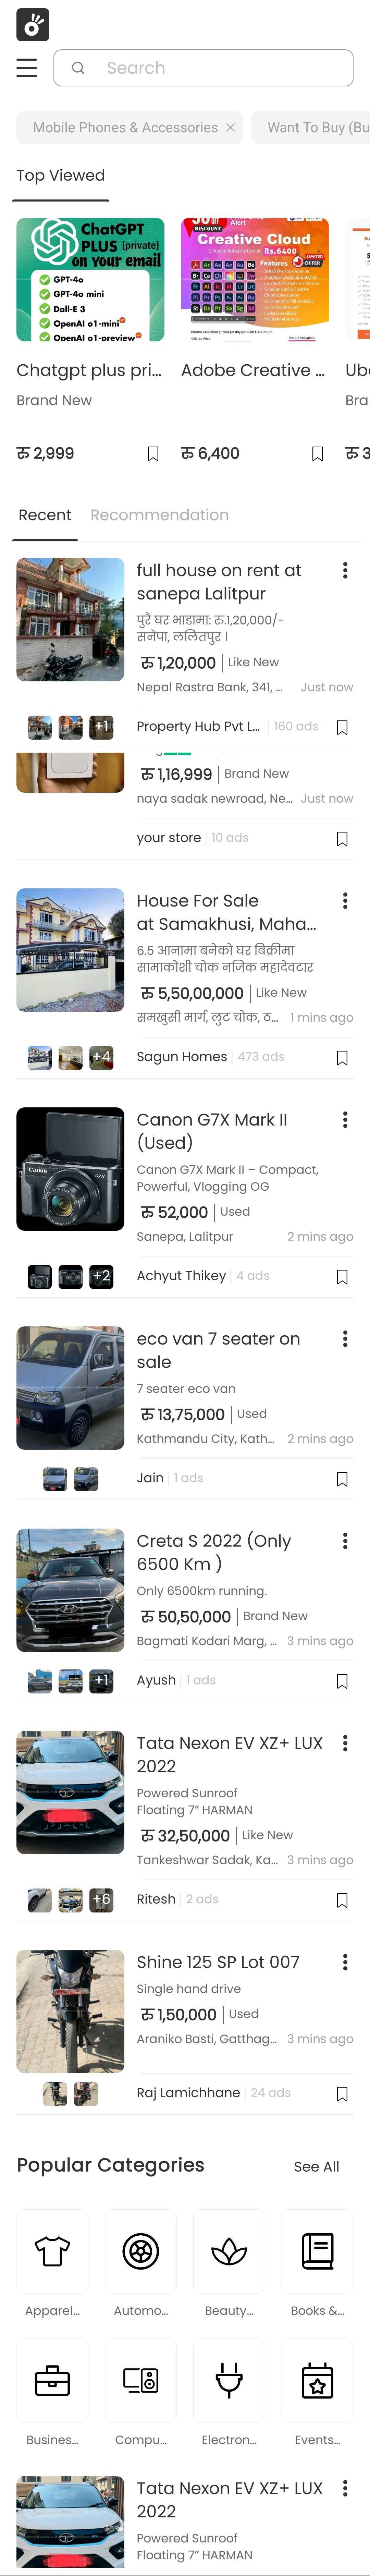 Search
Mobile Phones & Accessories ×
Want To Buy (Bu
Top Viewed
ChatGPT
PLUS [private]
on your email
GPT-4o
GPT-4o mini
Dall-E 3
OpenAI o1-mini
OpenAI o1-preview
DISCOUNT
Alert
Creative Cloud
Rs.6400
Features
LIMITED
OFFER
Chatgpt plus pri...
Brand New
रु 2,999
Adobe Creative ...
रु 6,400
Ub
Bra
रु 3
Recent
Recommendation
full house on rent at
sanepa Lalitpur
पुरै घर भाडामा: रु.1,20,000/-
सनेपा, ललितपुर ।
रु 1,20,000 | Like New
Nepal Rastra Bank, 341, ... Just now
+1
Property Hub Pvt L... 160 ads
रु 1,16,999 | Brand New
naya sadak newroad, Ne... Just now
your store 10 ads
House For Sale
at Samakhusi, Maha...
6.5 आनामा बनेको घर बिक्रीमा
सामाकोशी चोक नजिक महादेवटार
रु 5,50,00,000 | Like New
समखुसी मार्ग, लुट चोक, ठ... 1 mins ago
+4
Sagun Homes 473 ads
Canon
G7X
Canon G7X Mark II
(Used)
Canon G7X Mark II – Compact,
Powerful, Vlogging OG
रु 52,000 | Used
Sanepa, Lalitpur 2 mins ago
+2
Achyut Thikey 4 ads
eco van 7 seater on
sale
7 seater eco van
रु 13,75,000 | Used
Kathmandu City, Kath... 2 mins ago
Jain 1 ads
Creta S 2022 (Only
6500 Km )
Only 6500km running.
रु 50,50,000 | Brand New
Bagmati Kodari Marg, ... 3 mins ago
+1
Ayush 1 ads
Tata Nexon EV XZ+ LUX
2022
Powered Sunroof
Floating 7” HARMAN
रु 32,50,000 | Like New
Tankeshwar Sadak, Ka... 3 mins ago
+6
Ritesh 2 ads
Shine 125 SP Lot 007
Single hand drive
रु 1,50,000 | Used
Araniko Basti, Gatthag... 3 mins ago
Raj Lamichhane 24 ads
Popular Categories
See All
Apparel...
Automo...
Beauty...
Books &...
Busines...
Compu...
Electron...
Events...
Tata Nexon EV XZ+ LUX
2022
Powered Sunroof
Floating 7” HARMAN